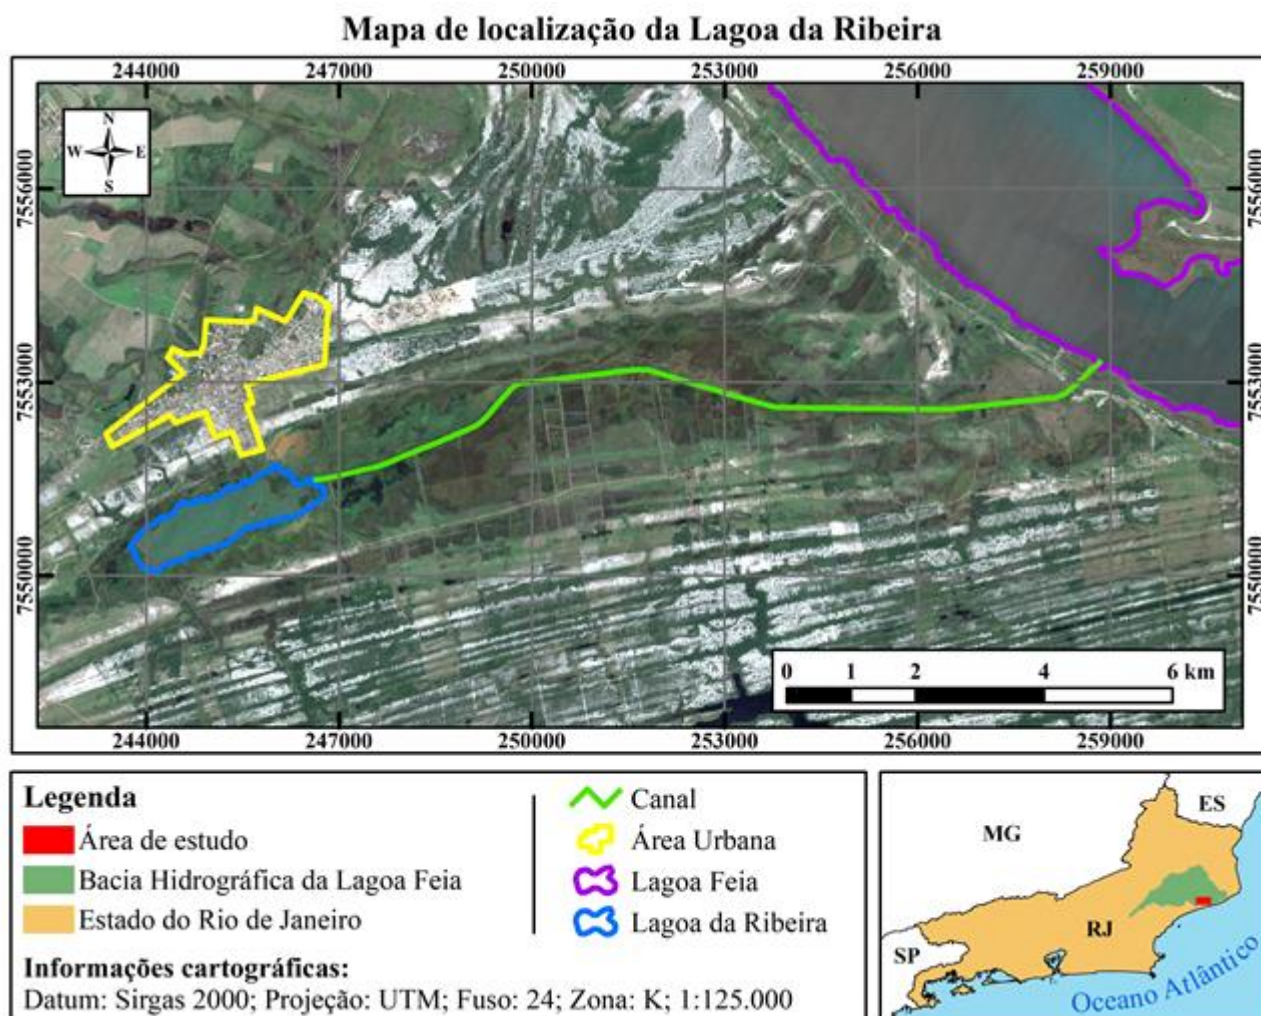 Mapa de localização da Lagoa da Ribeira
244000 247000 250000 253000 256000 259000
N
W E
S
7556000 7556000
7553000 7553000
7550000 7550000
0 1 2 4 6 km
244000 247000 250000 253000 256000 259000
Legenda
Área de estudo
Bacia Hidrográfica da Lagoa Feia
Estado do Rio de Janeiro
Canal
Área Urbana
Lagoa Feia
Lagoa da Ribeira
Informações cartográficas:
Datum: Sirgas 2000; Projeção: UTM; Fuso: 24; Zona: K; 1:125.000
ES
MG
RJ
SP
Oceano Atlântico